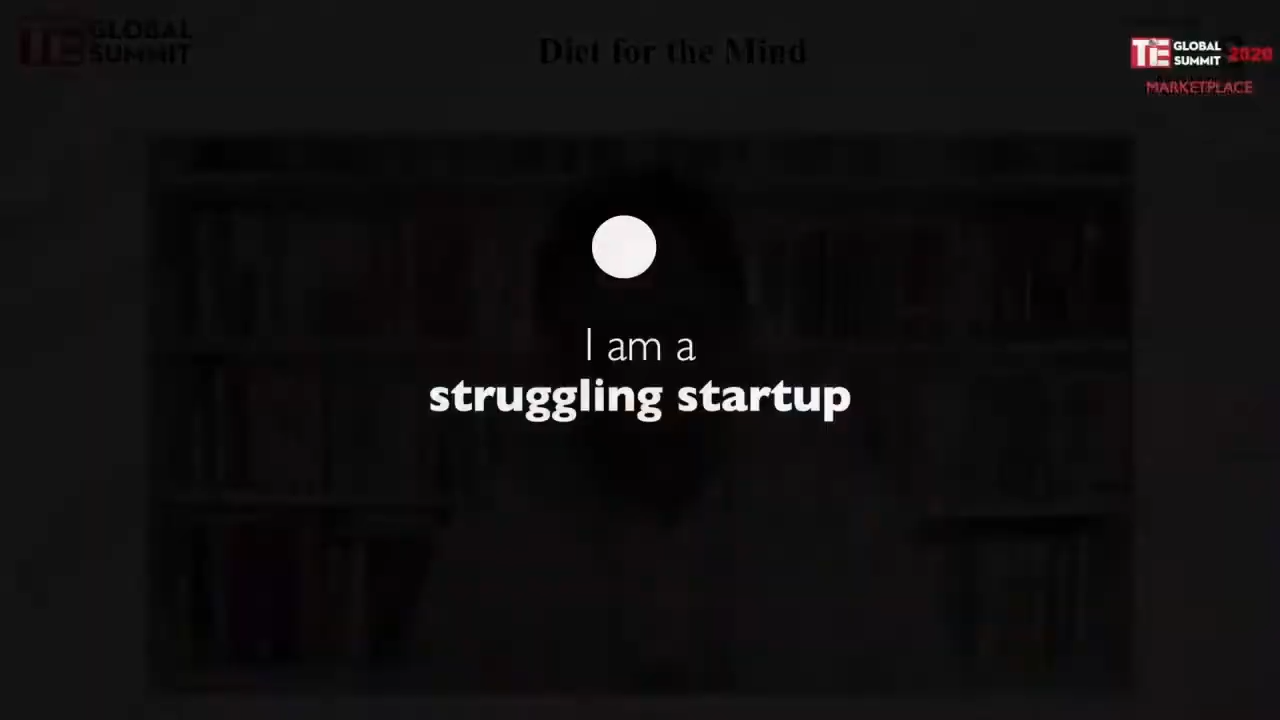 GLOBAL
SUMMIT
Diet for the Mind
TiE GLOBAL
SUMMIT 2020
MARKETPLACE
I am a
struggling startup